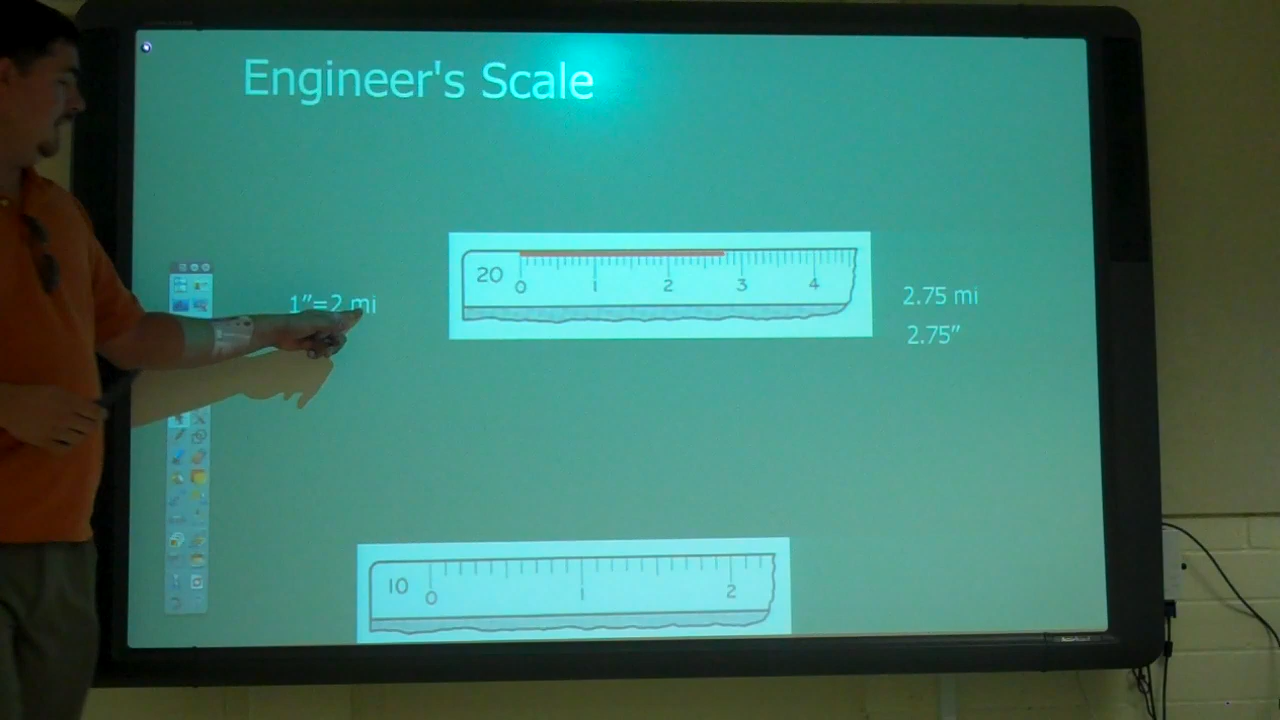 Engineer's Scale
1"=2 mi
20 0 1 2 3 4
2.75 mi
2.75"
10 0 1 2